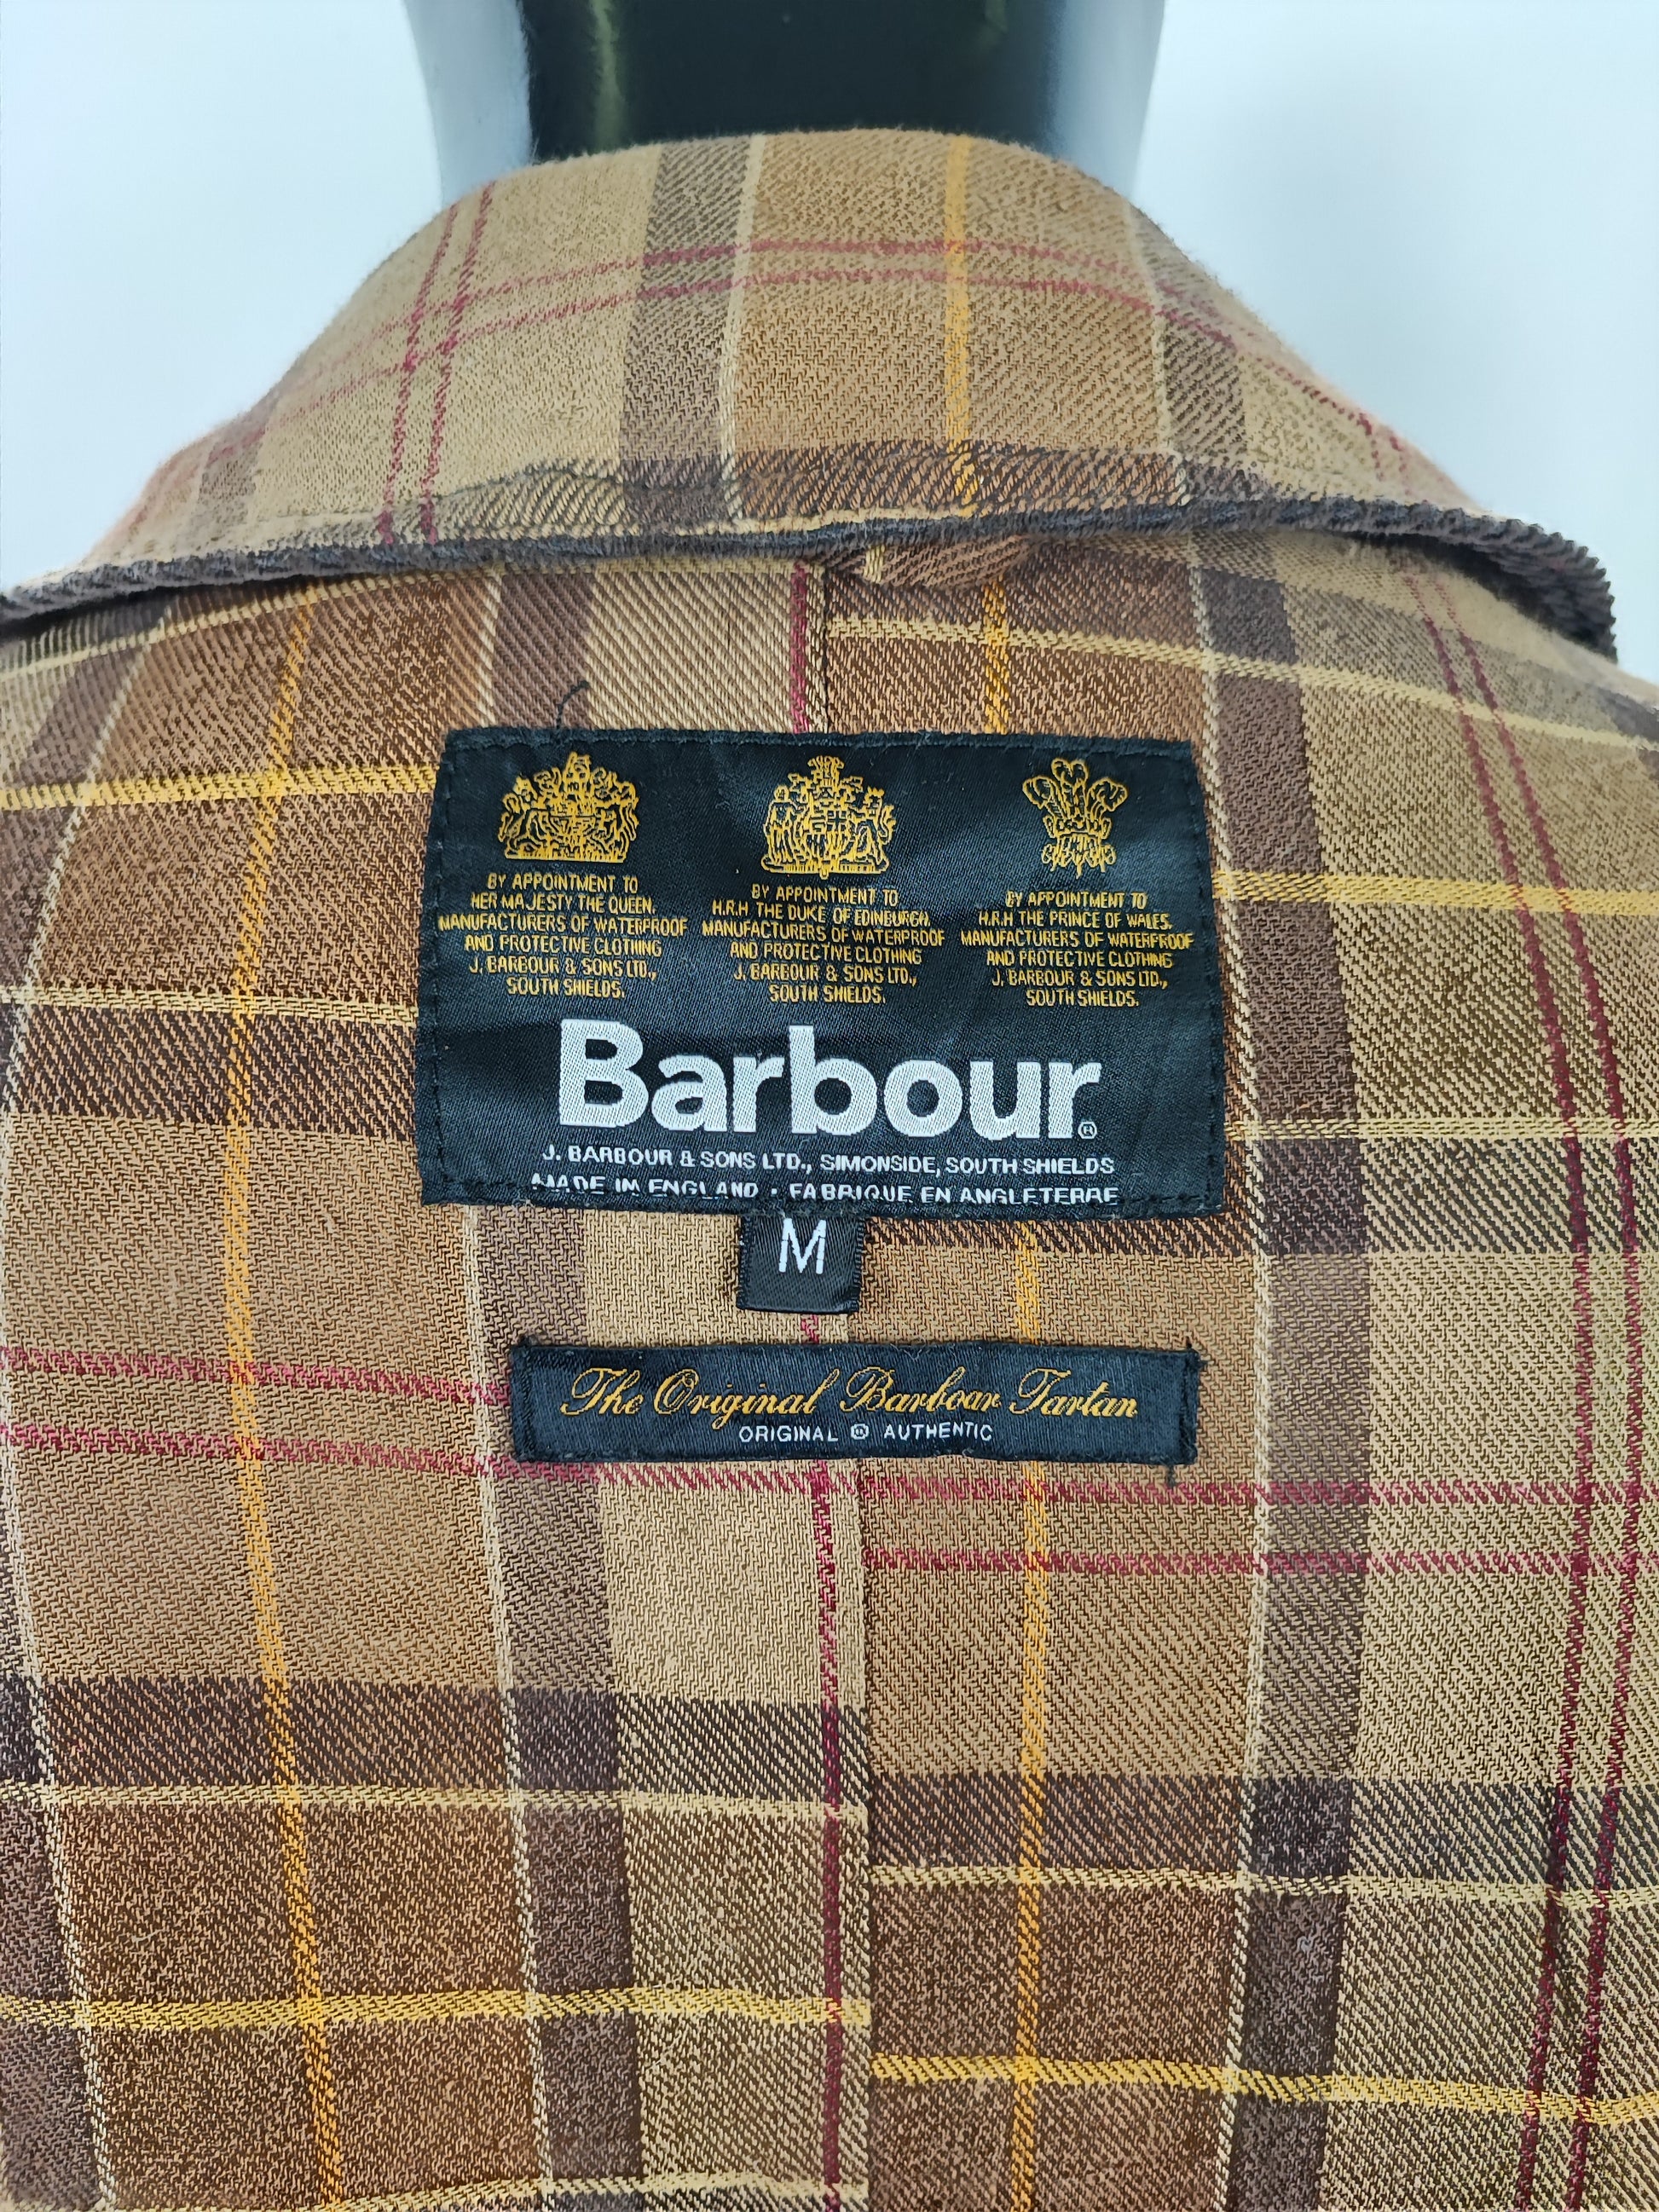 BY APPOINTMENT TO
HER MAJESTY THE QUEEN,
MANUFACTURERS OF WATERPROOF
AND PROTECTIVE CLOTHING
J. BARBOUR & SONS LTD.,
SOUTH SHIELDS.
BY APPOINTMENT TO
H.R.H THE DUKE OF EDINBURGH,
MANUFACTURERS OF WATERPROOF
AND PROTECTIVE CLOTHING
J. BARBOUR & SONS LTD.,
SOUTH SHIELDS.
BY APPOINTMENT TO
H.R.H THE PRINCE OF WALES,
MANUFACTURERS OF WATERPROOF
AND PROTECTIVE CLOTHING
J. BARBOUR & SONS LTD.,
SOUTH SHIELDS.
Barbour®
J. BARBOUR & SONS LTD., SIMONSIDE, SOUTH SHIELDS
MADE IN ENGLAND · FABRIQUE EN ANGLETERRE
M
The Original Barbour Tartan
ORIGINAL ® AUTHENTIC